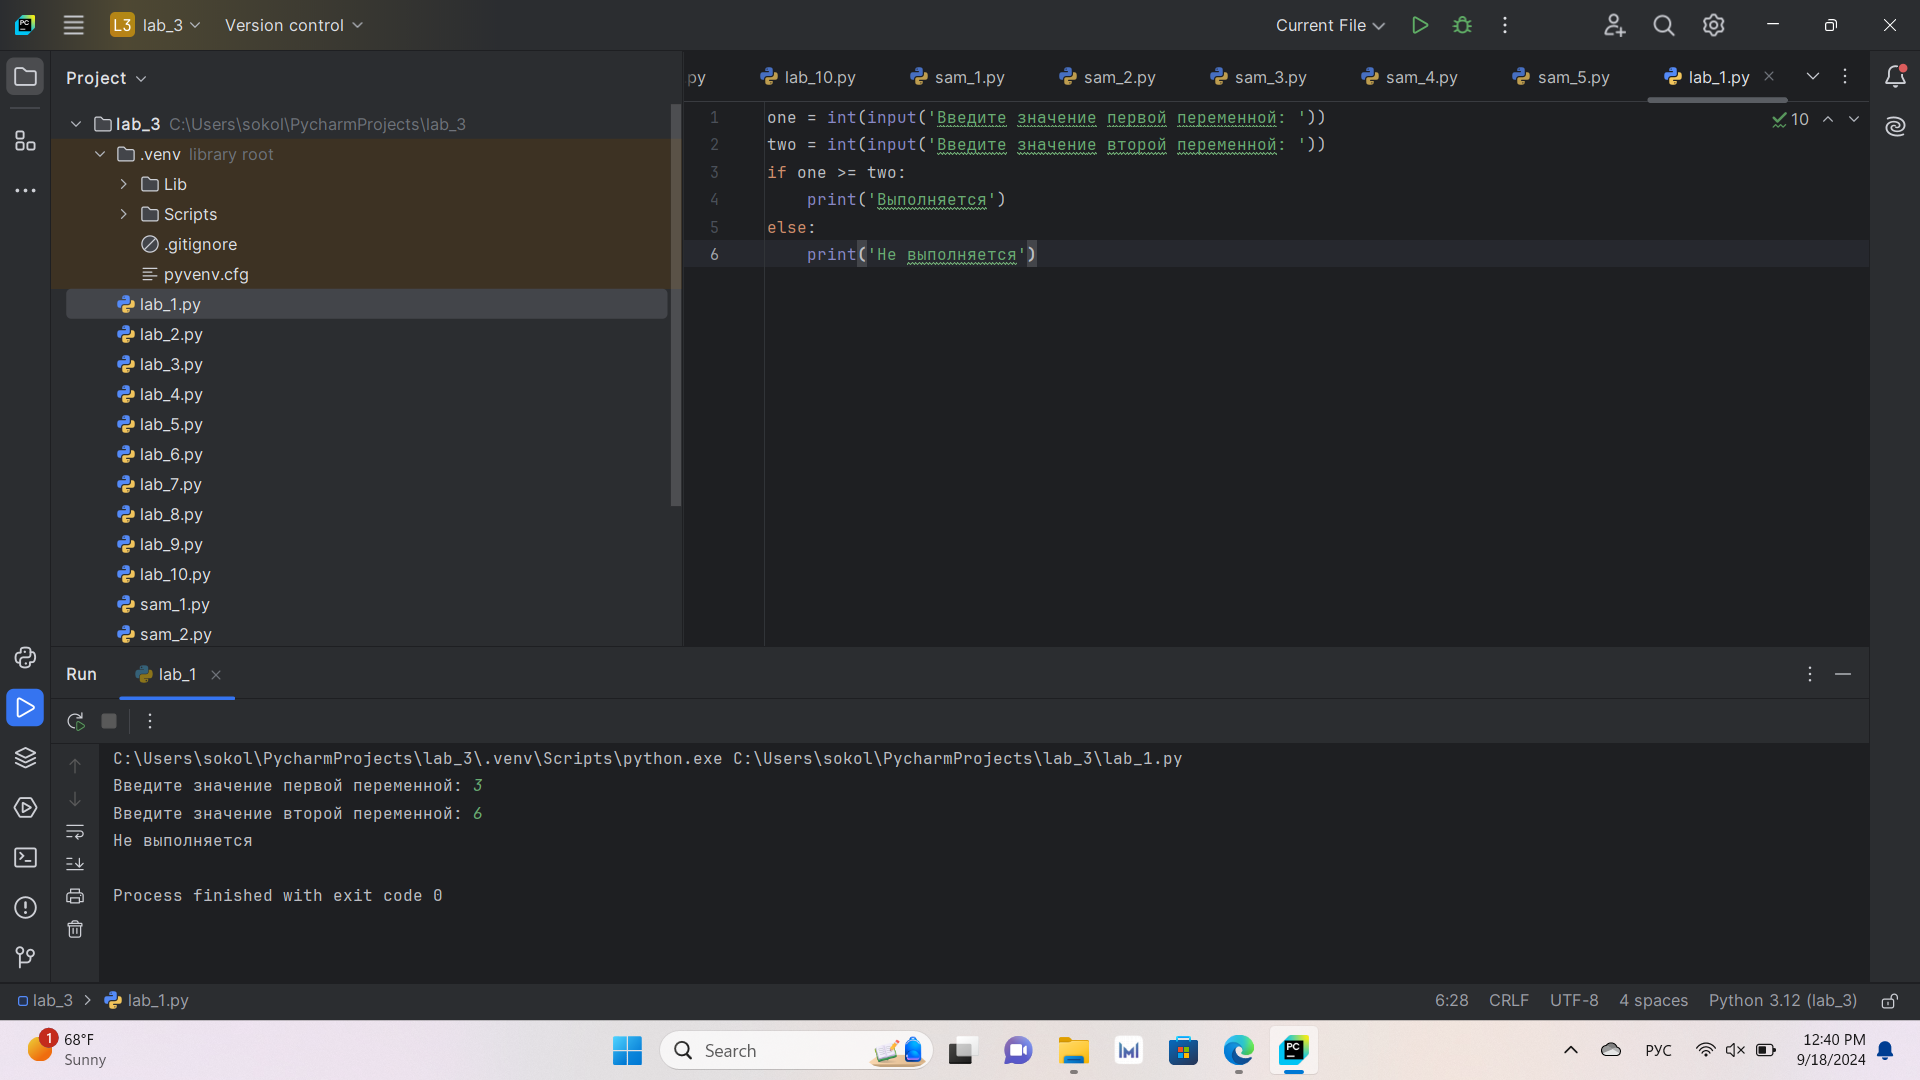 L3 lab_3 Version control Current File
Project
py lab_10.py sam_1.py sam_2.py sam_3.py sam_4.py sam_5.py lab_1.py
lab_3 C:\Users\sokol\PycharmProjects\lab_3
.venv library root
Lib
Scripts
.gitignore
pyvenv.cfg
lab_1.py
lab_2.py
lab_3.py
lab_4.py
lab_5.py
lab_6.py
lab_7.py
lab_8.py
lab_9.py
lab_10.py
sam_1.py
sam_2.py
1 one = int(input('Введите значение первой переменной: '))
2 two = int(input('Введите значение второй переменной: '))
3 if one >= two:
4     print('Выполняется')
5 else:
6     print('Не выполняется')
10
Run lab_1
C:\Users\sokol\PycharmProjects\lab_3\.venv\Scripts\python.exe C:\Users\sokol\PycharmProjects\lab_3\lab_1.py
Введите значение первой переменной: 3
Введите значение второй переменной: 6
Не выполняется
Process finished with exit code 0
lab_3 > lab_1.py 6:28 CRLF UTF-8 4 spaces Python 3.12 (lab_3)
1 68°F
Sunny
Search
PC
РУС
12:40 PM
9/18/2024